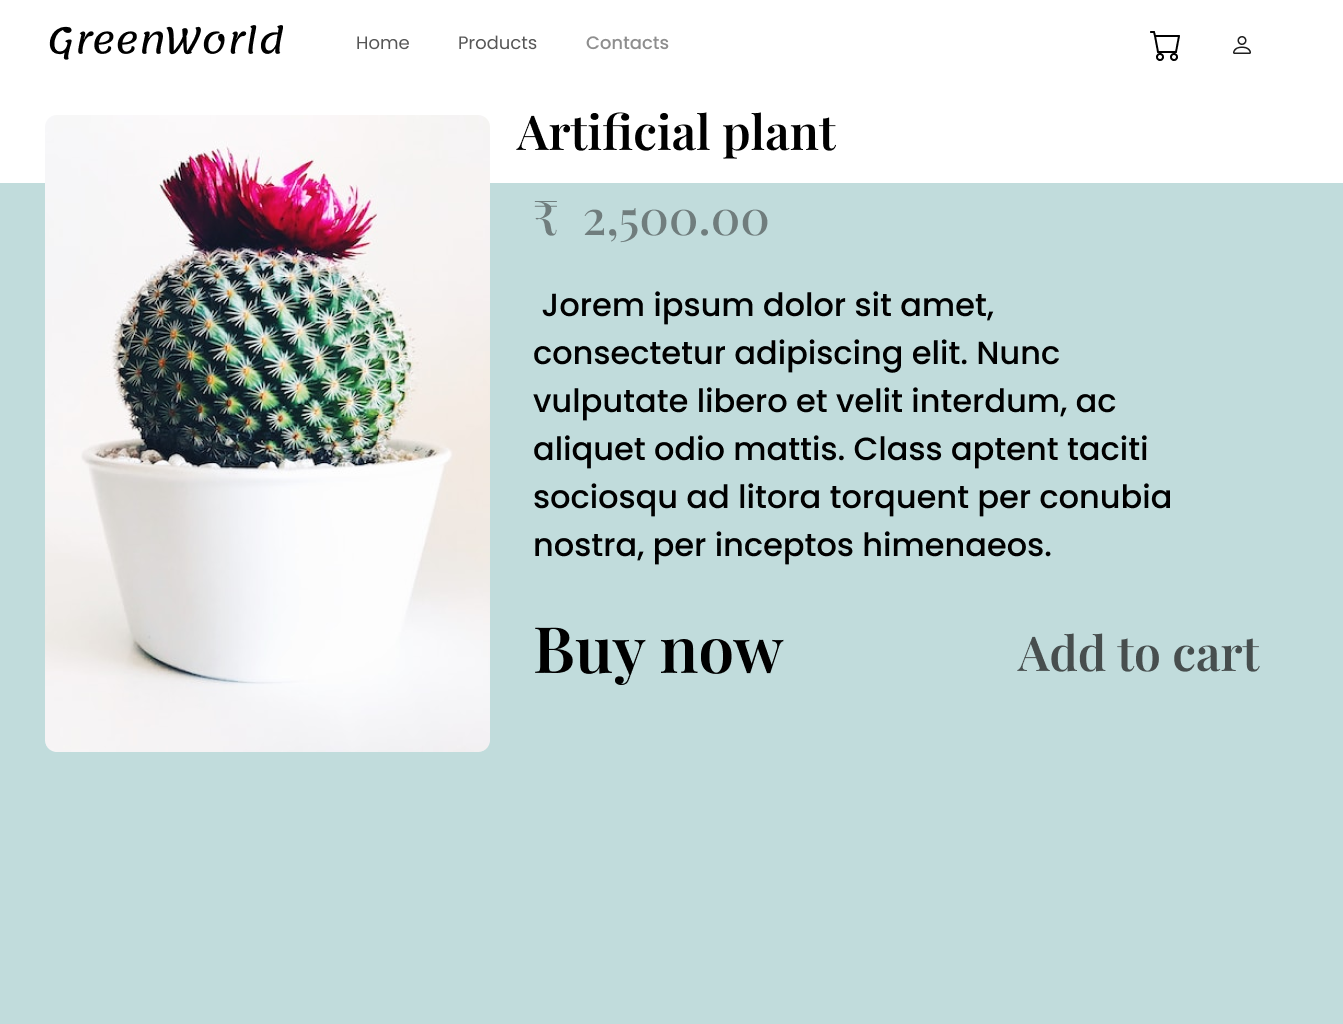 GreenWorld Home Products Contacts
Artificial plant
₹ 2,500.00
Jorem ipsum dolor sit amet,
consectetur adipiscing elit. Nunc
vulputate libero et velit interdum, ac
aliquet odio mattis. Class aptent taciti
sociosqu ad litora torquent per conubia
nostra, per inceptos himenaeos.
Buy now Add to cart